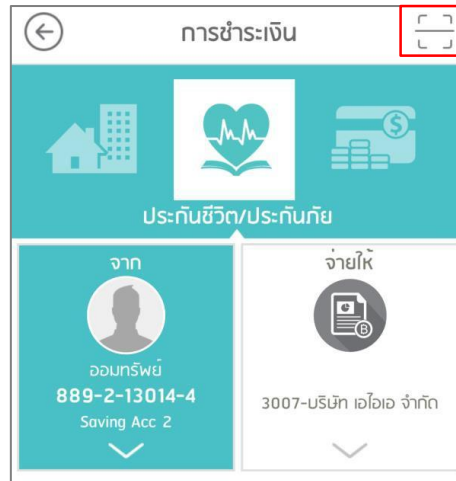 การชำระเงิน
$
ประกันชีวิต/ประกันภัย
จาก
จ่ายให้
B
ออมทรัพย์
889-2-13014-4
3007-บริษัท เอไอเอ จำกัด
Saving Acc 2